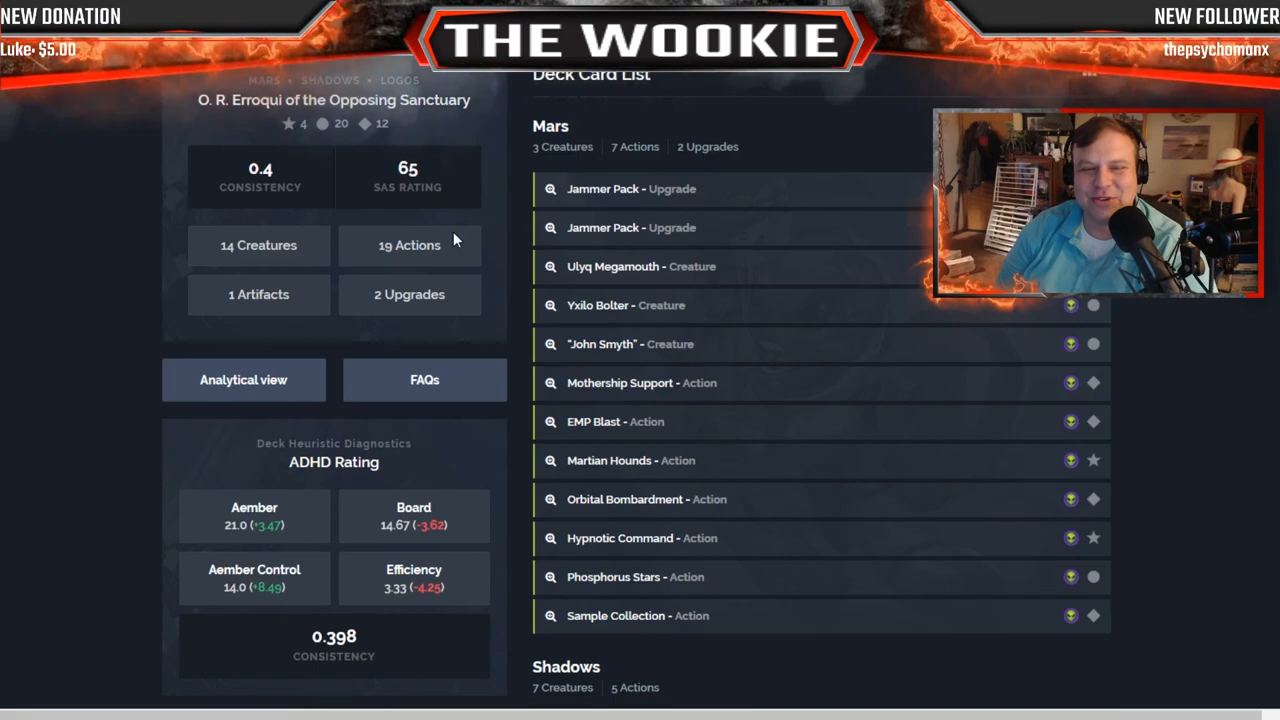 NEW DONATION
Luke• $5.00
THE WOOKIE
NEW FOLLOWER
thepsychomanx
MARS • SHADOWS • LOGOS
O. R. Erroqui of the Opposing Sanctuary
4 20 12
0.4
CONSISTENCY
65
SAS RATING
14 Creatures
19 Actions
1 Artifacts
2 Upgrades
Analytical view
FAQs
Deck Heuristic Diagnostics
ADHD Rating
Aember
21.0 (+3.47)
Board
14.67 (-3.62)
Aember Control
14.0 (+8.49)
Efficiency
3.33 (-4.25)
0.398
CONSISTENCY
Deck Card List
Mars
3 Creatures 7 Actions 2 Upgrades
Jammer Pack - Upgrade
Jammer Pack - Upgrade
Ulyq Megamouth - Creature
Yxilo Bolter - Creature
“John Smyth” - Creature
Mothership Support - Action
EMP Blast - Action
Martian Hounds - Action
Orbital Bombardment - Action
Hypnotic Command - Action
Phosphorus Stars - Action
Sample Collection - Action
Shadows
7 Creatures 5 Actions